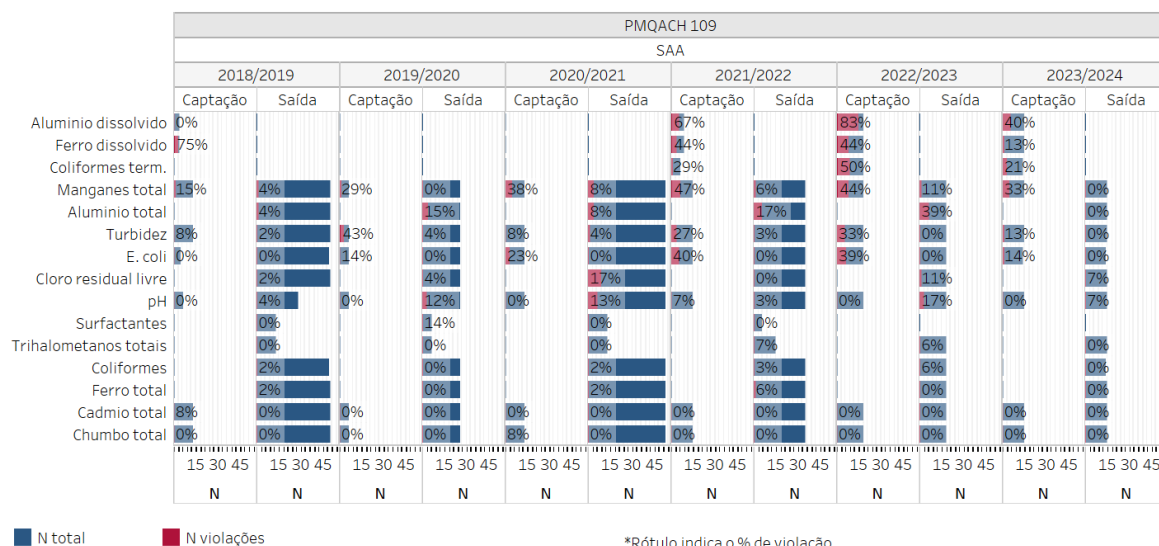 PMQACH 109
SAA
2018/2019 2019/2020 2020/2021 2021/2022 2022/2023 2023/2024
Captação Saída Captação Saída Captação Saída Captação Saída Captação Saída Captação Saída
Aluminio dissolvido 0% 67% 83% 40%
Ferro dissolvido 75% 44% 44% 13%
Coliformes term. 29% 50% 21%
Manganes total 15% 4% 29% 0% 38% 8% 47% 6% 44% 11% 33% 0%
Aluminio total 4% 15% 8% 17% 39% 0%
Turbidez 8% 2% 43% 4% 8% 4% 27% 3% 33% 0% 13% 0%
E. coli 0% 0% 14% 0% 23% 0% 40% 0% 39% 0% 14% 0%
Cloro residual livre 2% 4% 17% 0% 11% 7%
pH 0% 4% 0% 12% 0% 13% 7% 3% 0% 17% 0% 7%
Surfactantes 0% 14% 0% 0%
Trihalometanos totais 0% 0% 0% 7% 6% 0%
Coliformes 2% 0% 2% 3% 6% 0%
Ferro total 2% 0% 2% 6% 0% 0%
Cadmio total 8% 0% 0% 0% 0% 0% 0% 0% 0% 0% 0% 0%
Chumbo total 0% 0% 0% 0% 8% 0% 0% 0% 0% 0% 0% 0%
15 30 45 15 30 45 15 30 45 15 30 45 15 30 45 15 30 45 15 30 45 15 30 45 15 30 45 15 30 45 15 30 45 15 30 45
N N N N N N N N N N N N
N total N violações *Rótulo indica o % de violação